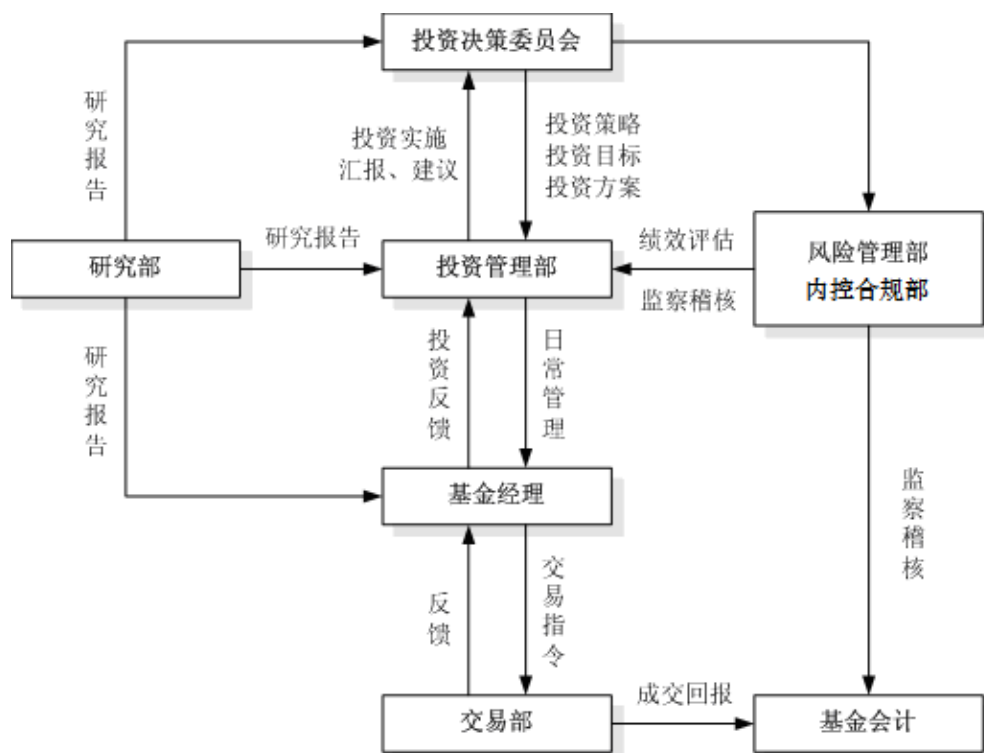 投资决策委员会
研究报告
投资实施
汇报、建议
投资策略
投资目标
投资方案
研究部
研究报告
投资管理部
绩效评估
监察稽核
风险管理部
内控合规部
研究报告
投资反馈
日常管理
基金经理
监察稽核
反馈
交易指令
交易部
成交回报
基金会计